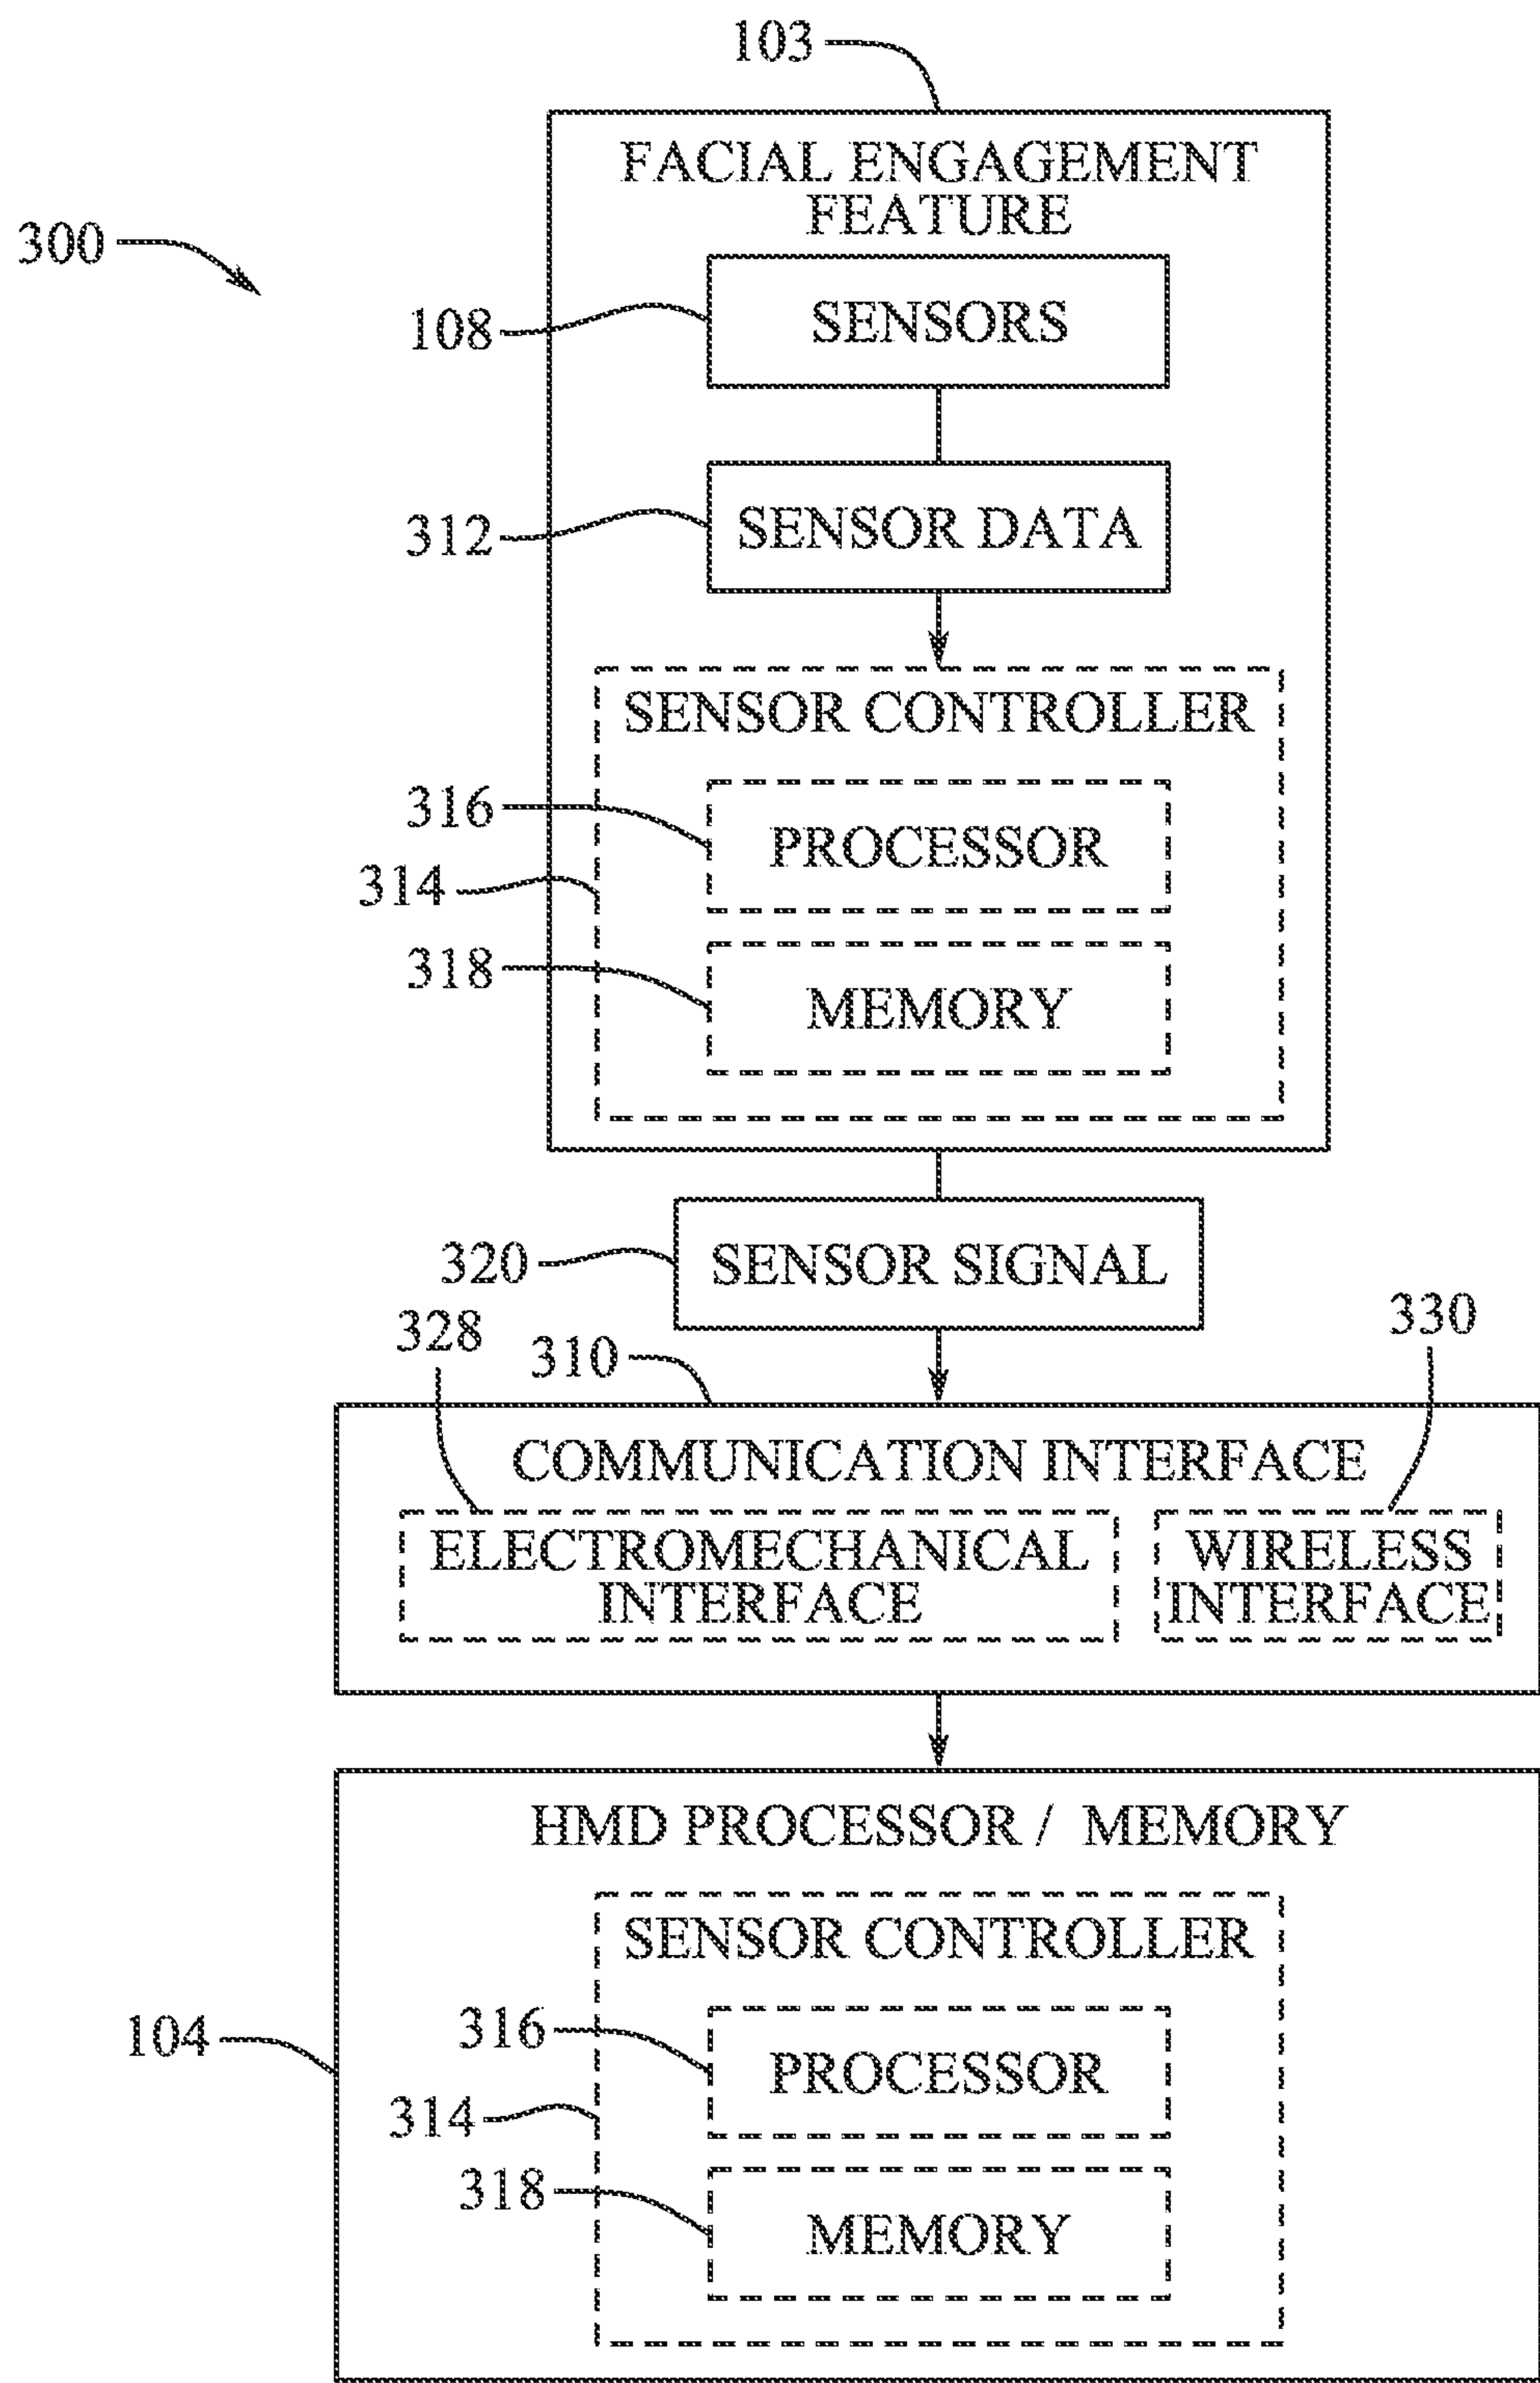 103
FACIAL ENGAGEMENT
FEATURE
300
SENSORS
108
SENSOR DATA
312
SENSOR CONTROLLER
316
PROCESSOR
314
318
MEMORY
320
SENSOR SIGNAL
328
310
330
COMMUNICATION INTERFACE
ELECTROMECHANICAL
INTERFACE
WIRELESS
INTERFACE
HMD PROCESSOR / MEMORY
SENSOR CONTROLLER
104
316
PROCESSOR
314
318
MEMORY